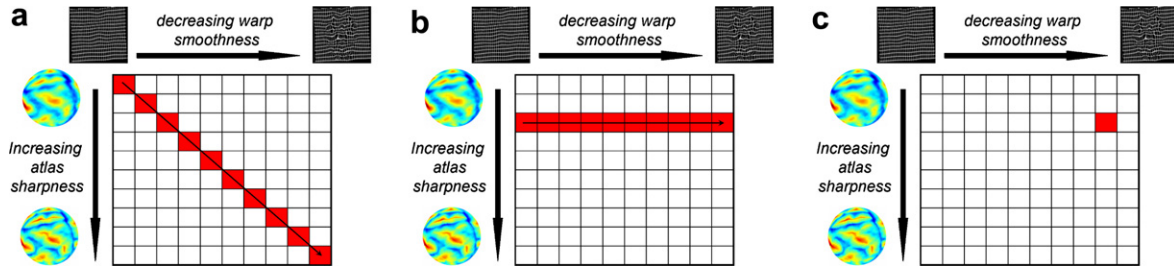 a
decreasing warp
smoothness
Increasing
atlas
sharpness
b
decreasing warp
smoothness
Increasing
atlas
sharpness
c
decreasing warp
smoothness
Increasing
atlas
sharpness